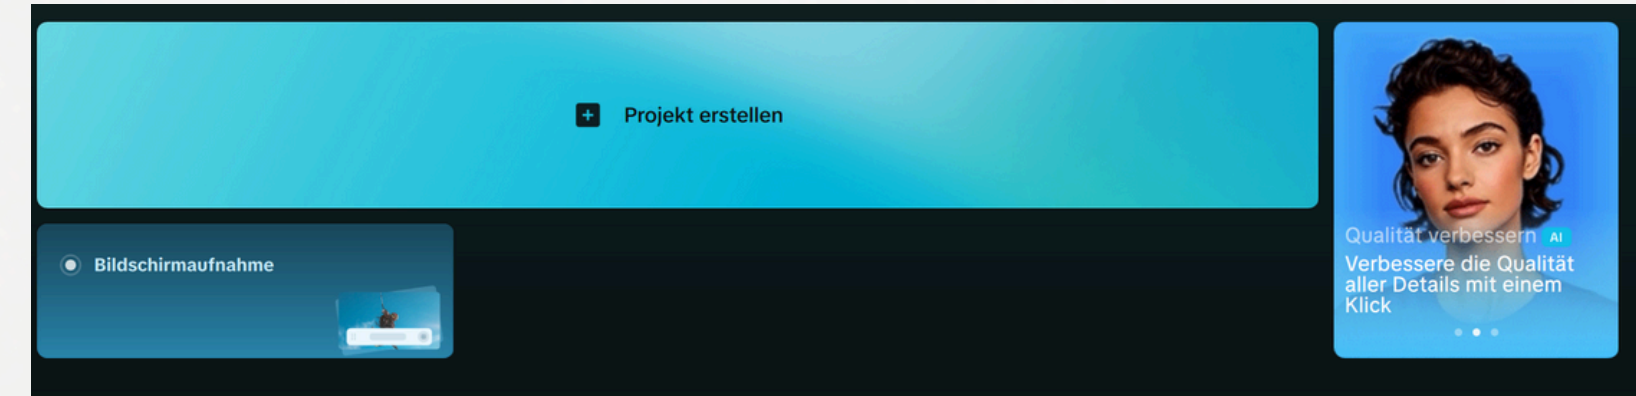 Projekt erstellen
Bildschirmaufnahme
Qualität verbessern AI
Verbessere die Qualität
aller Details mit einem
Klick